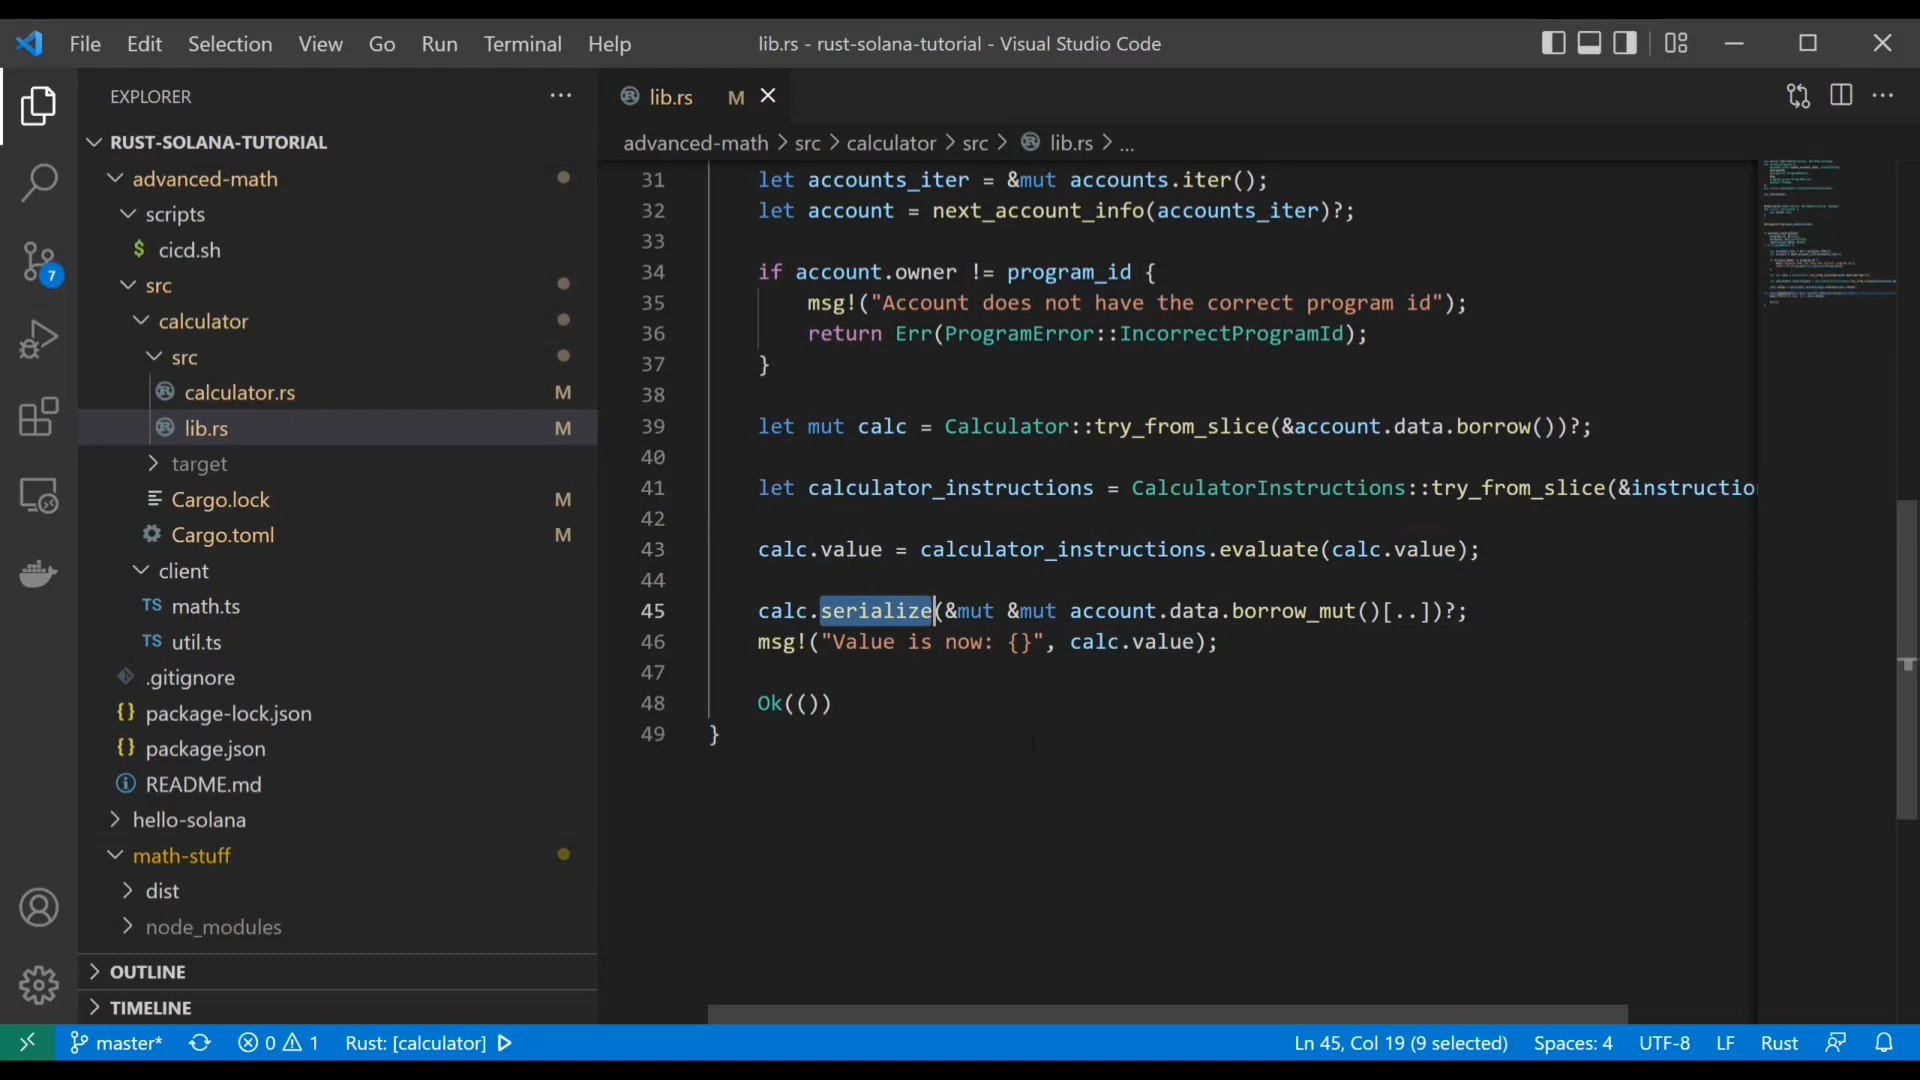 File Edit Selection View Go Run Terminal Help lib.rs - rust-solana-tutorial - Visual Studio Code
EXPLORER
RUST-SOLANA-TUTORIAL
advanced-math
scripts
$ cicd.sh
src
calculator
src
calculator.rs M
lib.rs M
target
Cargo.lock M
Cargo.toml M
client
TS math.ts
TS util.ts
.gitignore
{} package-lock.json
{} package.json
README.md
hello-solana
math-stuff
dist
node_modules
OUTLINE
TIMELINE
7
lib.rs M
advanced-math > src > calculator > src > lib.rs > ...
31 let accounts_iter = &mut accounts.iter();
32 let account = next_account_info(accounts_iter)?;
33
34 if account.owner != program_id {
35 msg!("Account does not have the correct program id");
36 return Err(ProgramError::IncorrectProgramId);
37 }
38
39 let mut calc = Calculator::try_from_slice(&account.data.borrow())?;
40
41 let calculator_instructions = CalculatorInstructions::try_from_slice(&instructio
42
43 calc.value = calculator_instructions.evaluate(calc.value);
44
45 calc.serialize(&mut &mut account.data.borrow_mut()[..])?;
46 msg!("Value is now: {}", calc.value);
47
48 Ok(())
49 }
master* 0 1 Rust: [calculator] Ln 45, Col 19 (9 selected) Spaces: 4 UTF-8 LF Rust